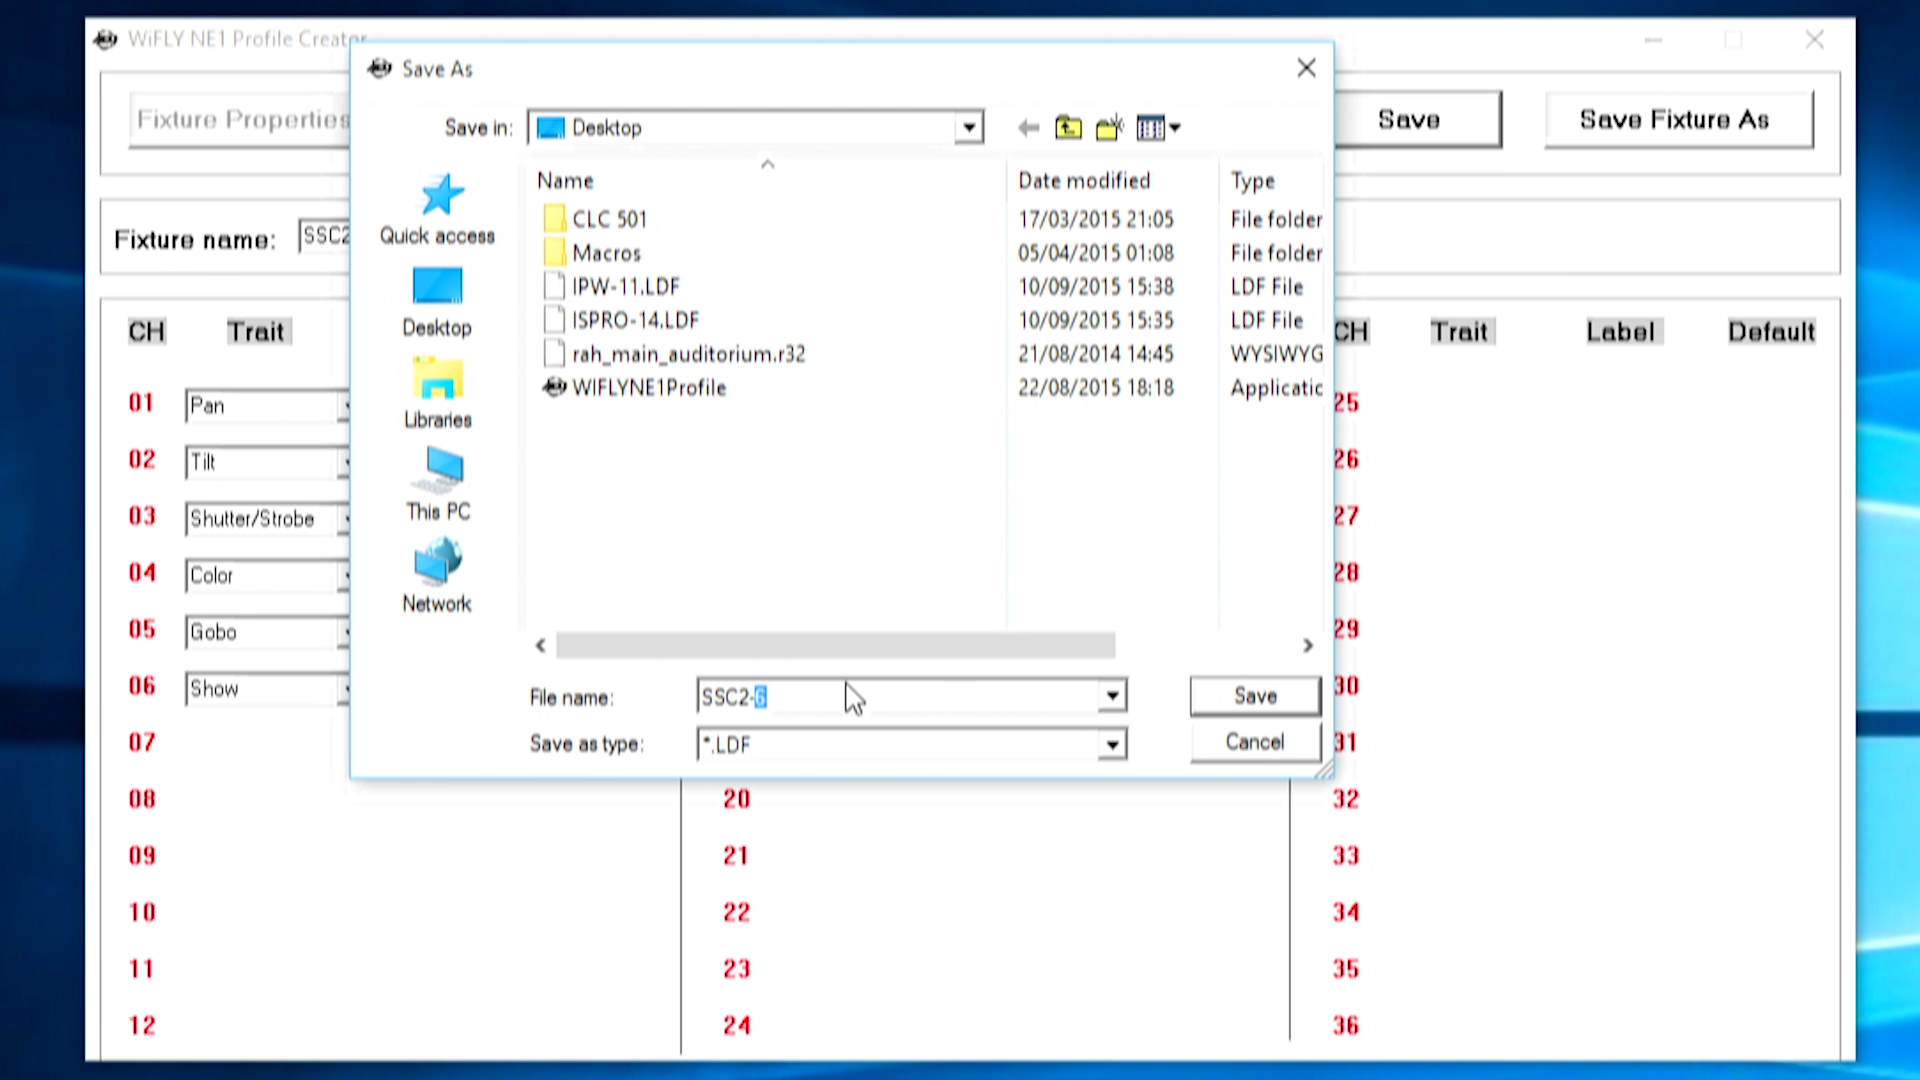 WiFLY NE1 Profile Creator
Save As
Fixture Properties
Save in: Desktop
Save
Save Fixture As
Fixture name: SSC2
Quick access
Desktop
Libraries
This PC
Network
Name Date modified Type
CLC 501 17/03/2015 21:05 File folder
Macros 05/04/2015 01:08 File folder
IPW-11.LDF 10/09/2015 15:38 LDF File
ISPRO-14.LDF 10/09/2015 15:35 LDF File
rah_main_auditorium.r32 21/08/2014 14:45 WYSIWYG
WIFLYNE1Profile 22/08/2015 18:18 Applicatic
File name: SSC2-6 Save
Save as type: *.LDF Cancel
CH Trait
01 Pan
02 Tilt
03 Shutter/Strobe
04 Color
05 Gobo
06 Show
07
08
09
10
11
12
20
21
22
23
24
CH Trait Label Default
25
26
27
28
29
30
31
32
33
34
35
36